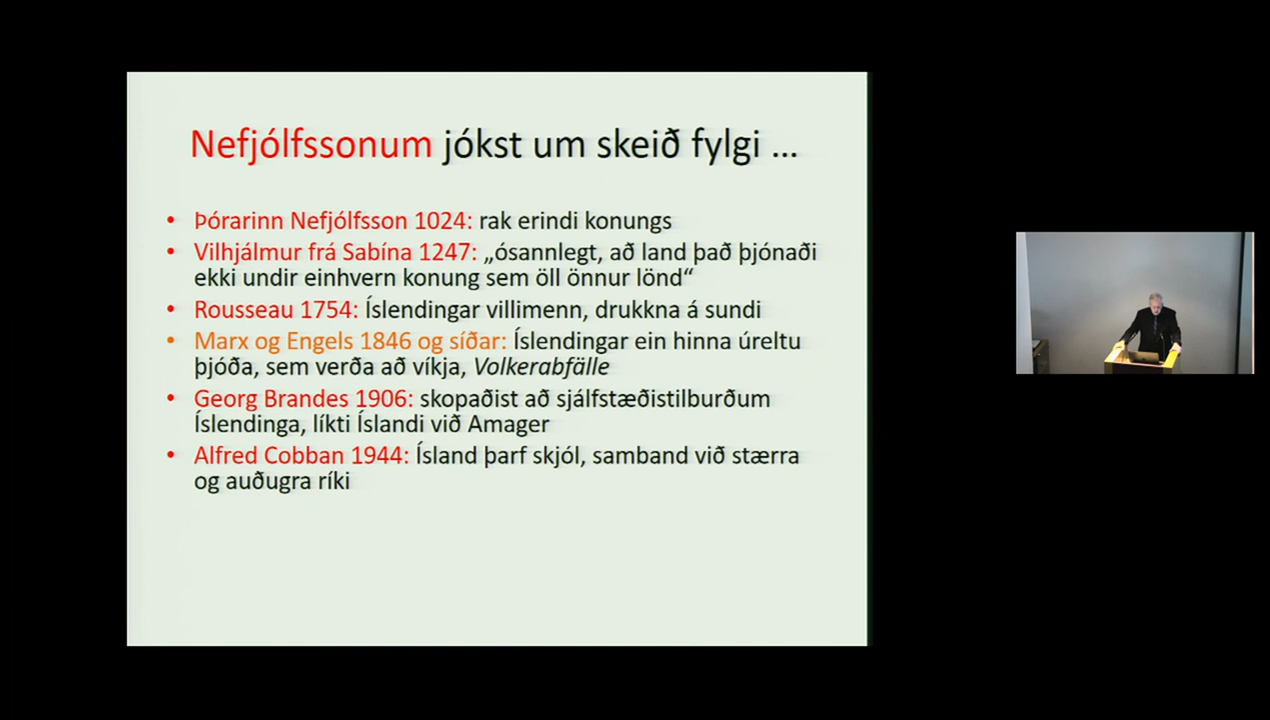 Nefjólfssonum jókst um skeið fylgi ...
• Þórarinn Nefjólfsson 1024: rak erindi konungs
• Vilhjálmur frá Sabína 1247: „ósannlegt, að land það þjónaði
ekki undir einhvern konung sem öll önnur lönd“
• Rousseau 1754: Íslendingar villimenn, drukkna á sundi
• Marx og Engels 1846 og síðar: Íslendingar ein hinna úreltu
þjóða, sem verða að víkja, Volkerabfälle
• Georg Brandes 1906: skopaðist að sjálfstæðistilburðum
Íslendinga, líkti Íslandi við Amager
• Alfred Cobban 1944: Ísland þarf skjól, samband við stærra
og auðugra ríki